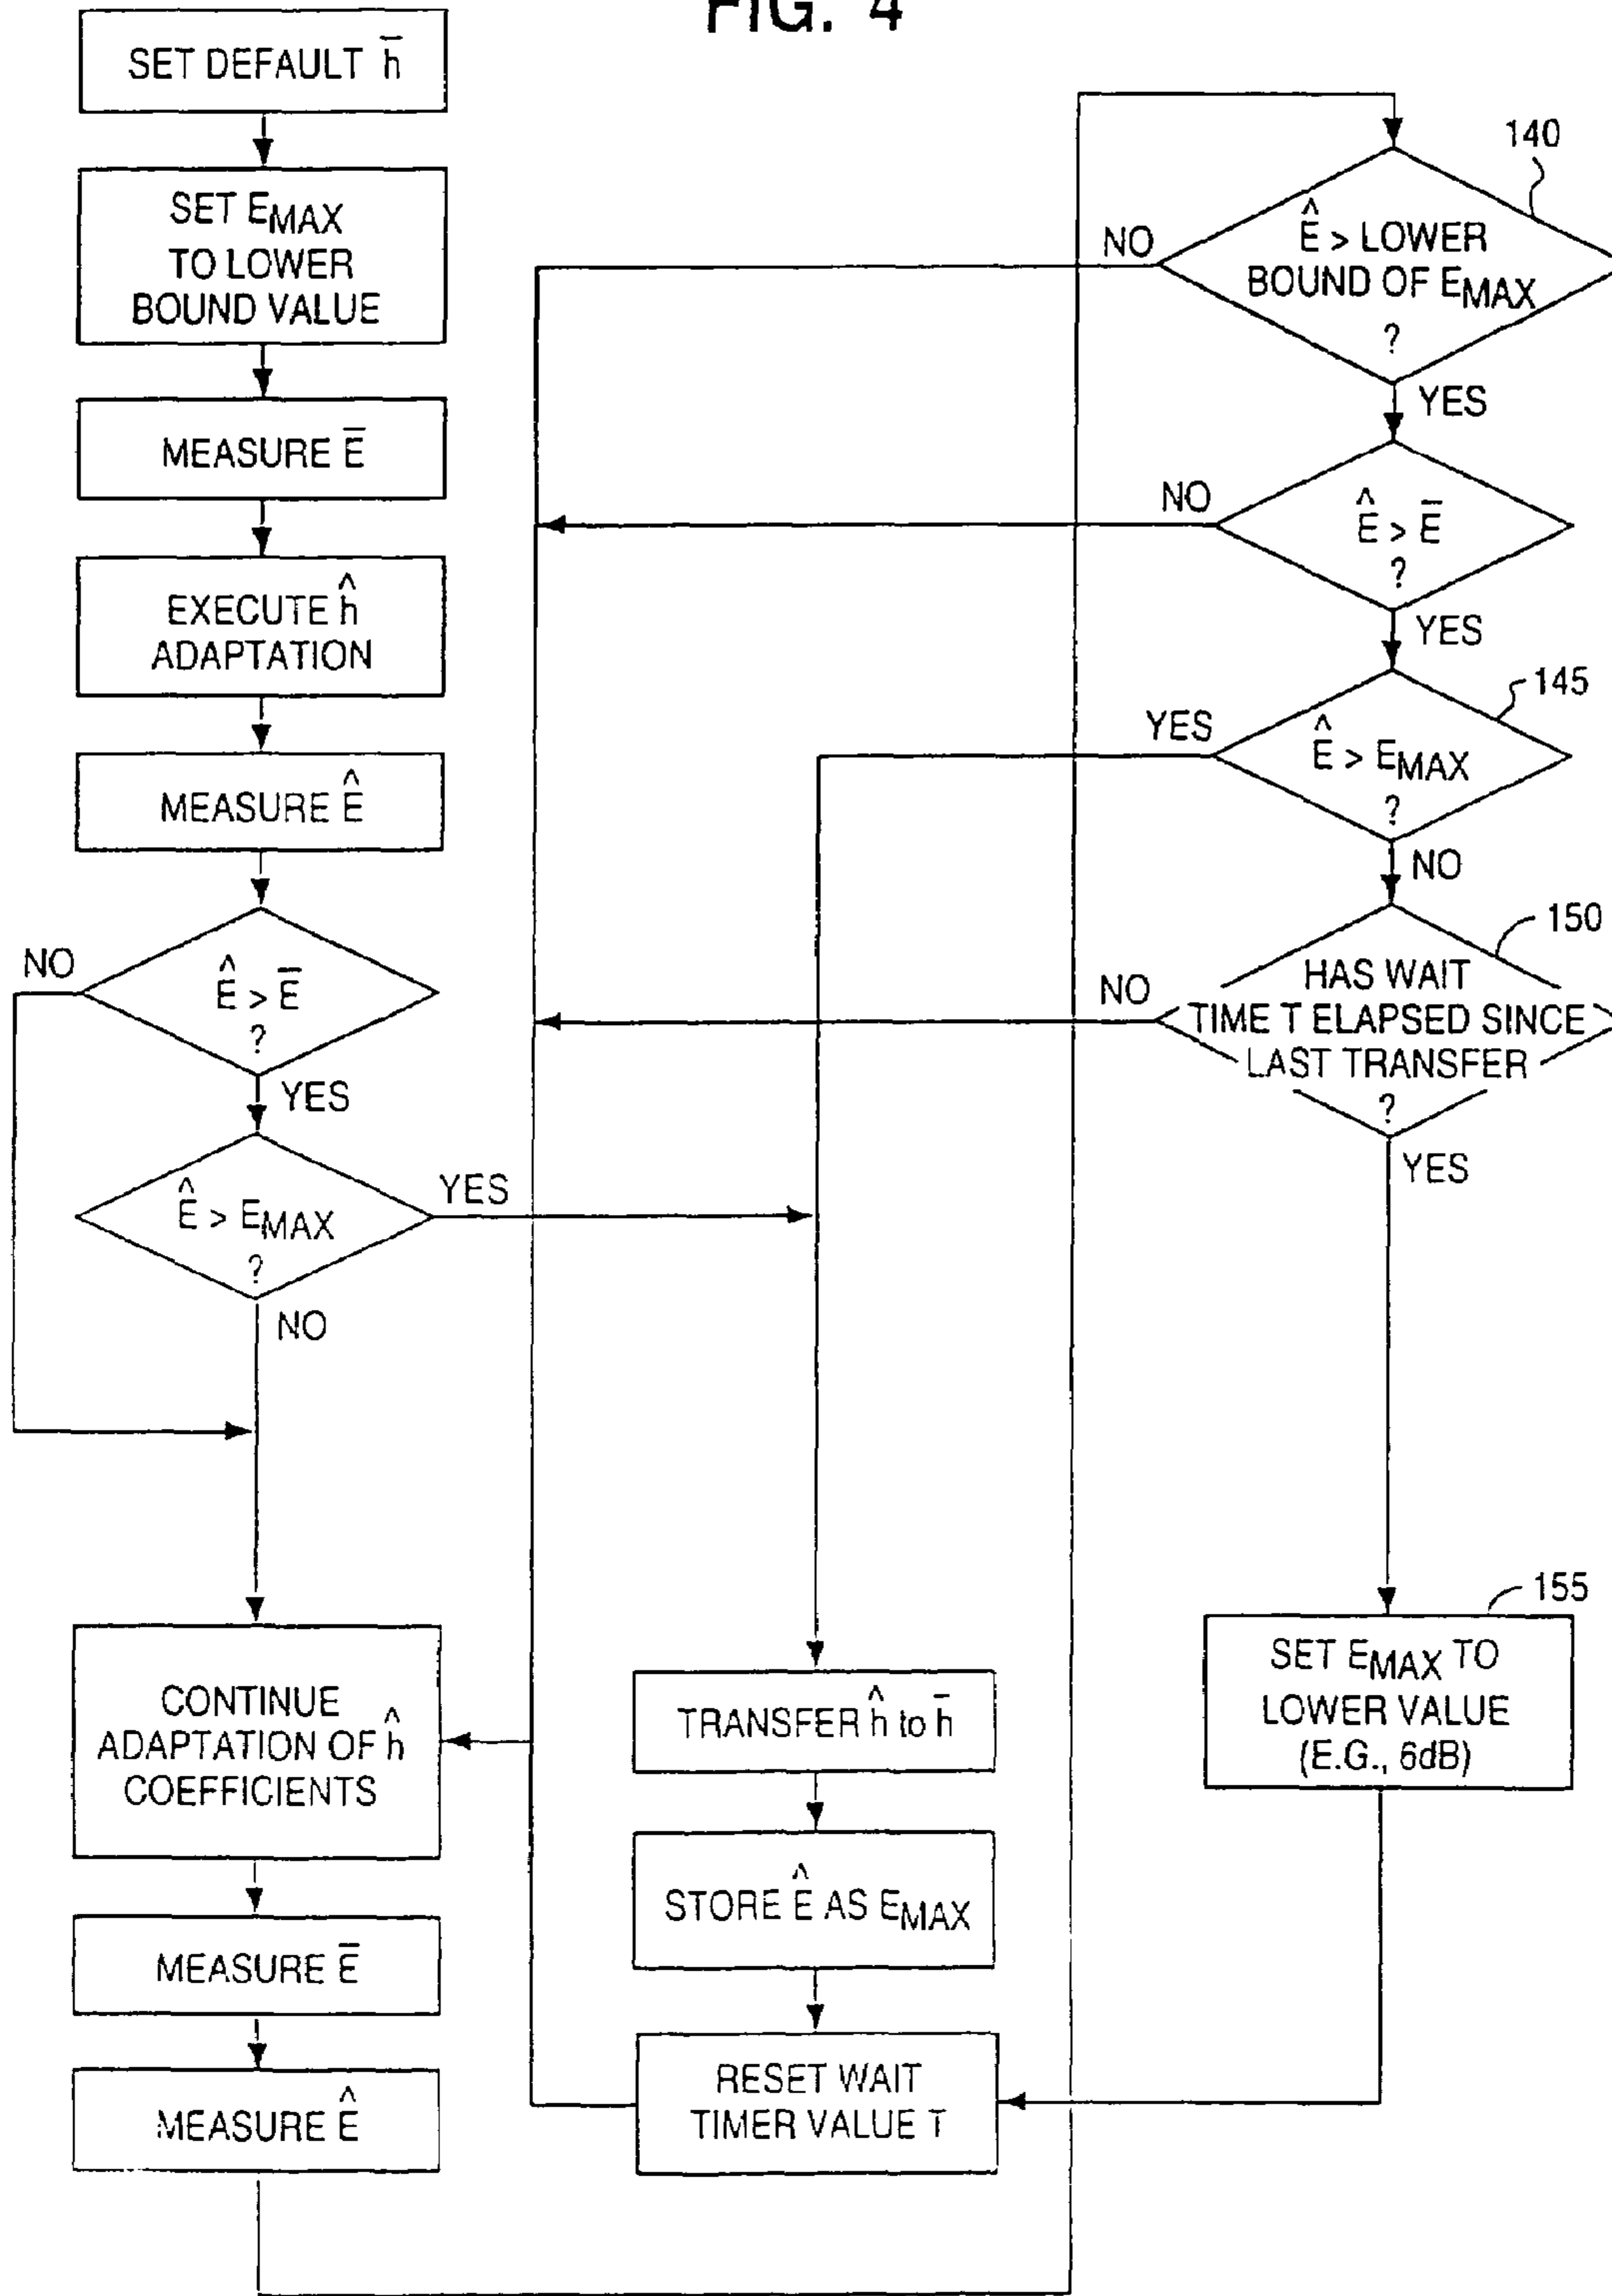 FIG. 4
SET DEFAULT h̅
SET EMAX
TO LOWER
BOUND VALUE
MEASURE E̅
EXECUTE ĥ
ADAPTATION
MEASURE Ê
Ê > E̅
?
NO
YES
Ê > EMAX
?
YES
NO
CONTINUE
ADAPTATION OF ĥ
COEFFICIENTS
MEASURE E̅
MEASURE Ê
TRANSFER ĥ to h̅
STORE Ê AS EMAX
RESET WAIT
TIMER VALUE T
140
Ê > LOWER
BOUND OF EMAX
?
NO
YES
Ê > E̅
?
NO
YES
145
Ê > EMAX
?
YES
NO
150
HAS WAIT
TIME T ELAPSED SINCE
LAST TRANSFER
?
NO
YES
155
SET EMAX TO
LOWER VALUE
(E.G., 6dB)